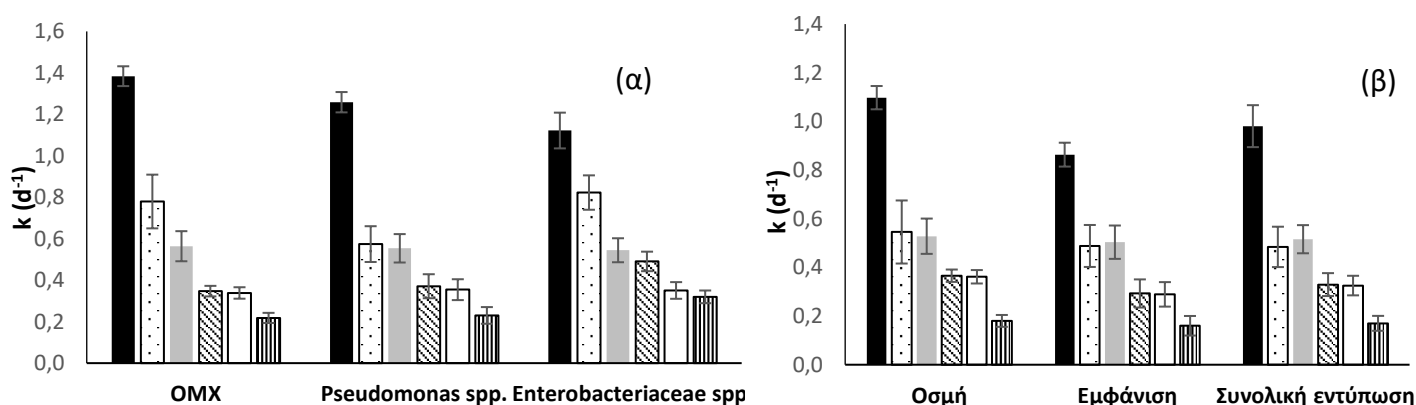 1,6
1,4
1,2
1,0
0,8
0,6
0,4
0,2
0,0
k (d-1)
(α)
ΟΜΧ Pseudomonas spp. Enterobacteriaceae spp
1,4
1,2
1,0
0,8
0,6
0,4
0,2
0,0
k (d-1)
(β)
Οσμή Εμφάνιση Συνολική εντύπωση